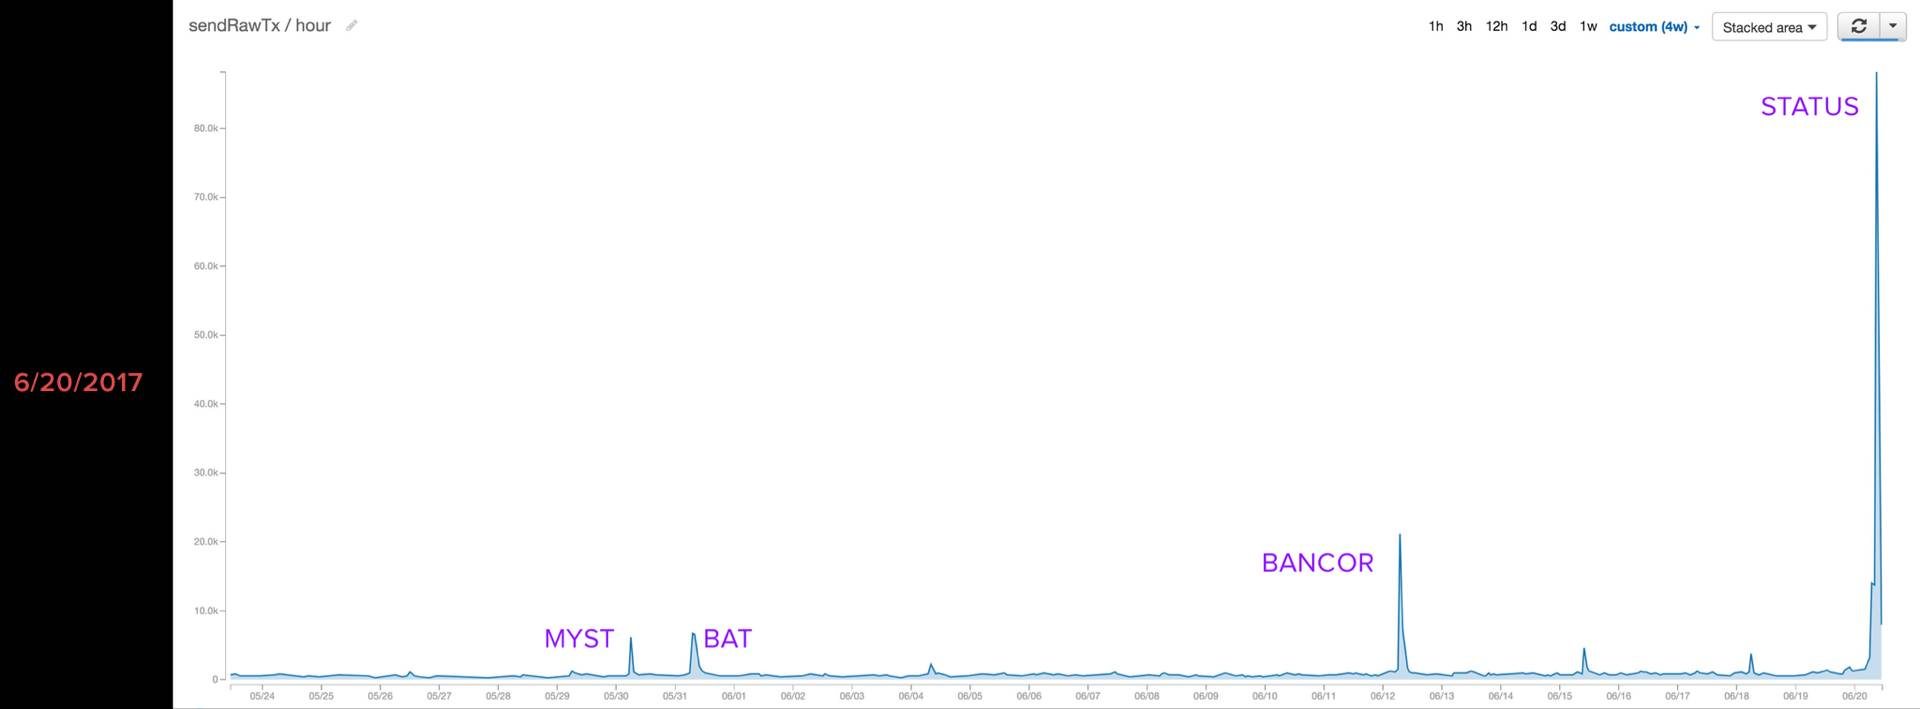 sendRawTx / hour
1h 3h 12h 1d 3d 1w custom (4w) Stacked area
STATUS
80.0k
70.0k
60.0k
50.0k
6/20/2017
40.0k
30.0k
20.0k
BANCOR
10.0k
MYST BAT
0
05/24 05/25 05/26 05/27 05/28 05/29 05/30 05/31 06/01 06/02 06/03 06/04 06/05 06/06 06/07 06/08 06/09 06/10 06/11 06/12 06/13 06/14 06/15 06/16 06/17 06/18 06/19 06/20